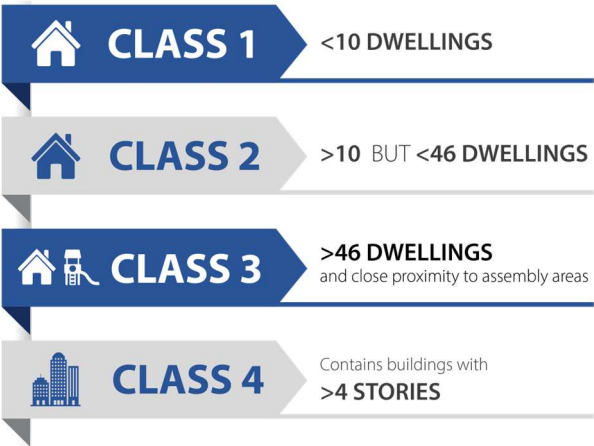 CLASS 1
<10 DWELLINGS
CLASS 2
>10 BUT <46 DWELLINGS
CLASS 3
>46 DWELLINGS
and close proximity to assembly areas
CLASS 4
Contains buildings with
>4 STORIES